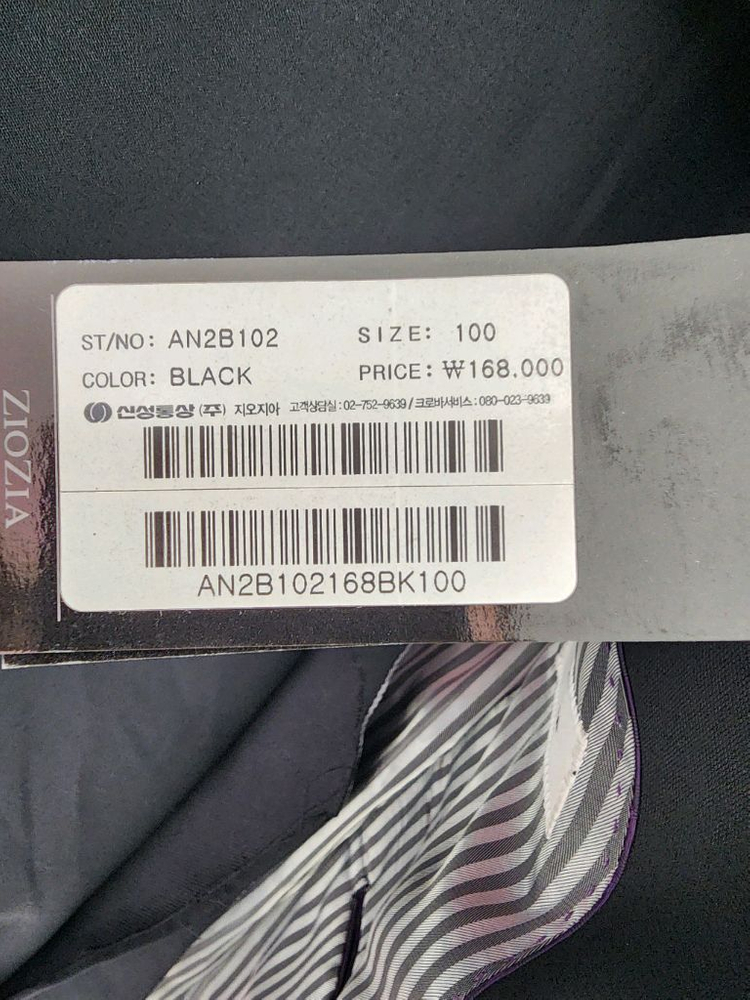 ST/NO: AN2B102 SIZE: 100
COLOR: BLACK PRICE: ₩168.000
신성통상 (주) 지오지아 고객상담실 : 02-752-9639 / 크로바서비스 : 080-023-9639
AN2B102168BK100
ZIOZIA